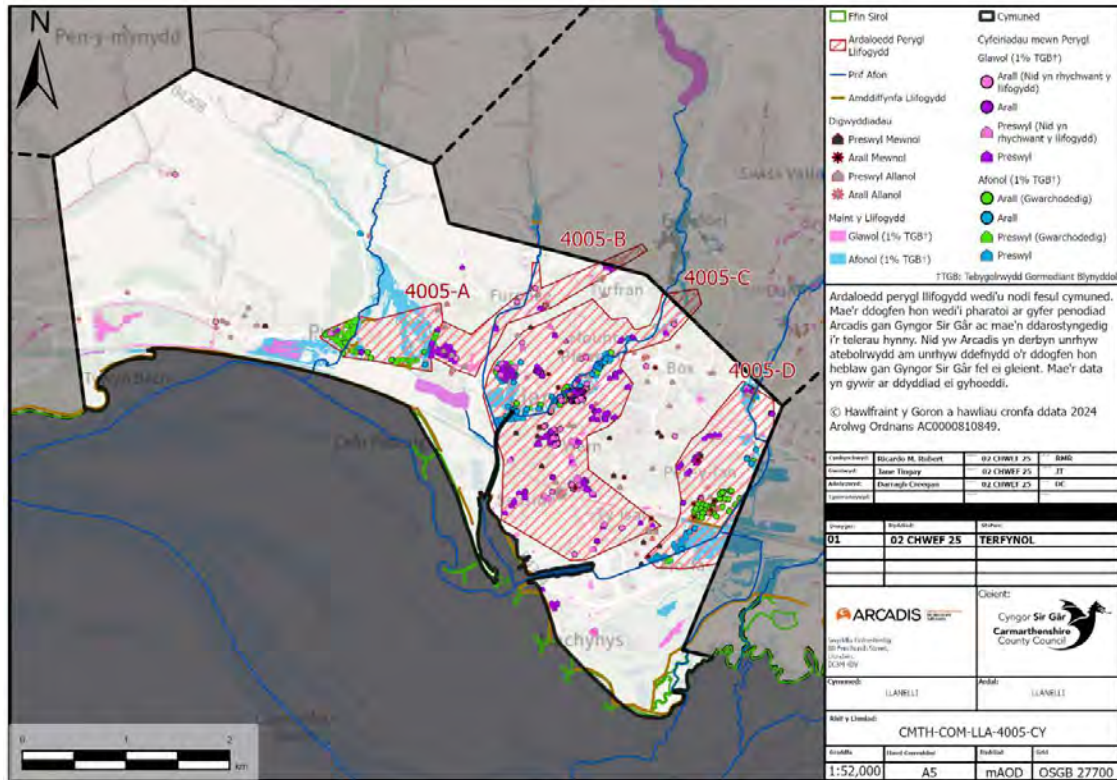 N
Pen-y-mynydd
4005-B
4005-C
4005-A
4005-D
Furnace
Tyrfran
Box
0
1
2
km
Ffin Sirol
Ardaloedd Perygl
Llifogydd
Prif Afon
Amddiffynfa Llifogydd
Digwyddiadau
Preswyl Mewnol
Arall Mewnol
Preswyl Allanol
Arall Allanol
Maint y Llifogydd
Glawol (1% TGB†)
Afonol (1% TGB†)
Cymuned
Cyfeiriadau mewn Perygl
Glawol (1% TGB†)
Arall (Nid yn rhychwant y
llifogydd)
Arall
Preswyl (Nid yn
rhychwant y llifogydd)
Preswyl
Afonol (1% TGB†)
Arall (Gwarchodedig)
Arall
Preswyl (Gwarchodedig)
Preswyl
†TGB: Tebygolrwydd Gormodiant Blynyddol
Ardaloedd perygl llifogydd wedi'u nodi fesul cymuned.
Mae'r ddogfen hon wedi'i pharatoi ar gyfer penodiad
Arcadis gan Gyngor Sir Gâr ac mae'n ddarostyngedig
i'r telerau hynny. Nid yw Arcadis yn derbyn unrhyw
atebolrwydd am unrhyw ddefnydd o'r ddogfen hon
heblaw gan Gyngor Sir Gâr fel ei gleient. Mae'r data
yn gywir ar ddyddiad ei gyhoeddi.
© Hawlfraint y Goron a hawliau cronfa ddata 2024
Arolwg Ordnans AC0000810849.
Ricardo M. Robert 02 CHWEF 25 RMR
Jane Tingay 02 CHWEF 25 JT
Darragh Creegan 02 CHWEF 25 DC
01 02 CHWEF 25 TERFYNOL
ARCADIS
Cleient:
Cyngor Sir Gâr
Carmarthenshire
County Council
Cymuned:
LLANELLI
Ardal:
LLANELLI
CMTH-COM-LLA-4005-CY
1:52,000 A5 mAOD OSGB 27700